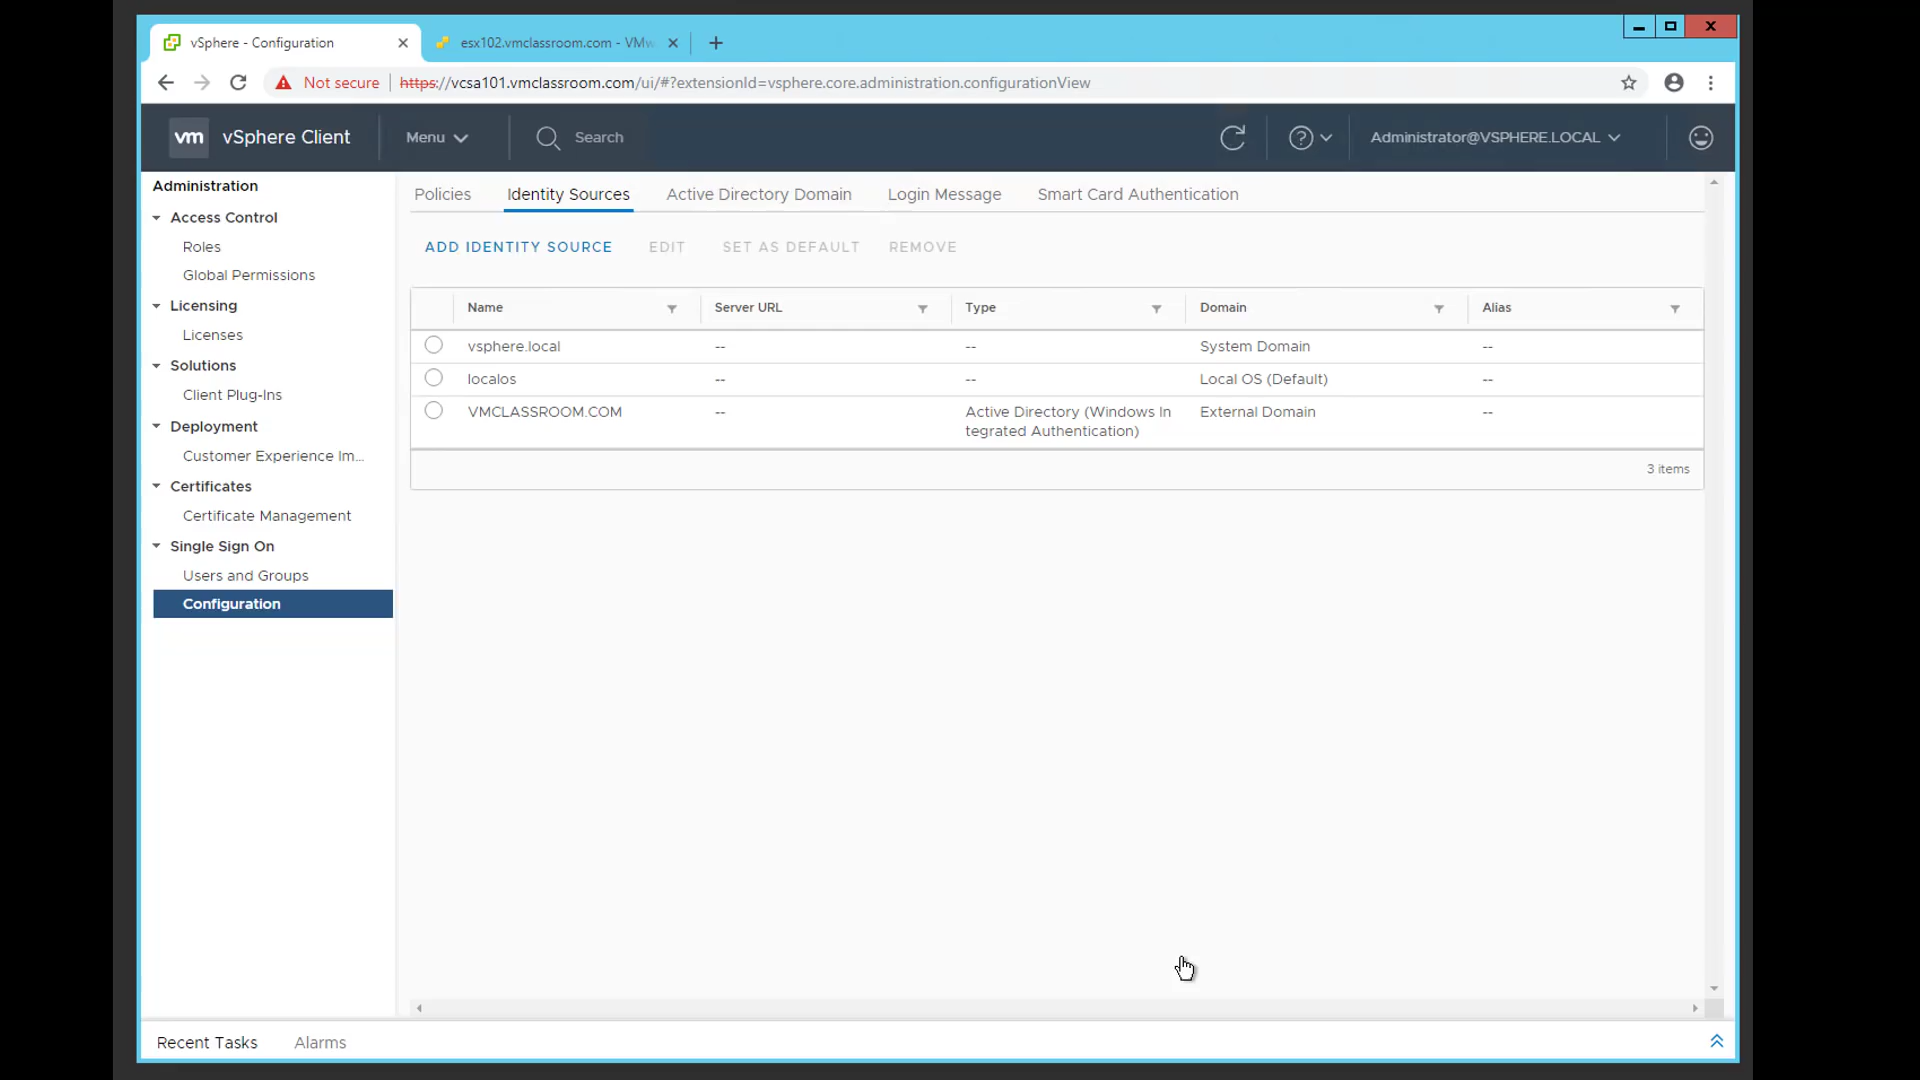 vSphere - Configuration
esx102.vmclassroom.com - VMw
Not secure
https://vcsa101.vmclassroom.com/ui/#?extensionId=vsphere.core.administration.configurationView
vm vSphere Client
Menu
Search
Administrator@VSPHERE.LOCAL
Administration
Access Control
Roles
Global Permissions
Licensing
Licenses
Solutions
Client Plug-Ins
Deployment
Customer Experience Im...
Certificates
Certificate Management
Single Sign On
Users and Groups
Configuration
Policies Identity Sources Active Directory Domain Login Message Smart Card Authentication
ADD IDENTITY SOURCE EDIT SET AS DEFAULT REMOVE
Name Server URL Type Domain Alias
vsphere.local -- -- System Domain --
localos -- -- Local OS (Default) --
VMCLASSROOM.COM -- Active Directory (Windows In External Domain --
tegrated Authentication)
3 items
Recent Tasks Alarms